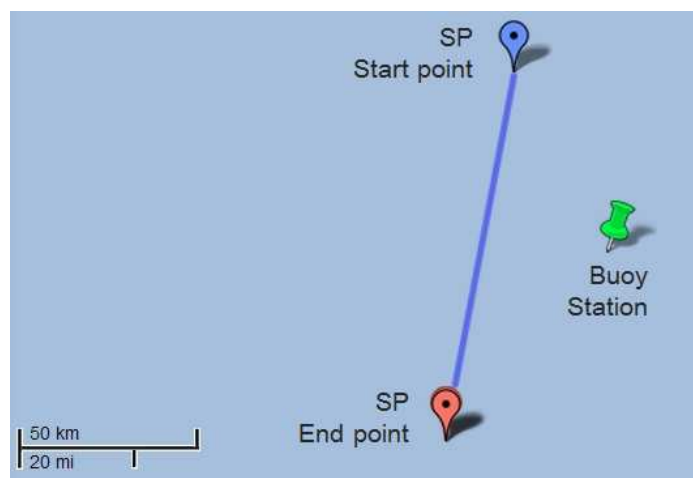 SP
Start point
Buoy
Station
SP
End point
50 km
20 mi